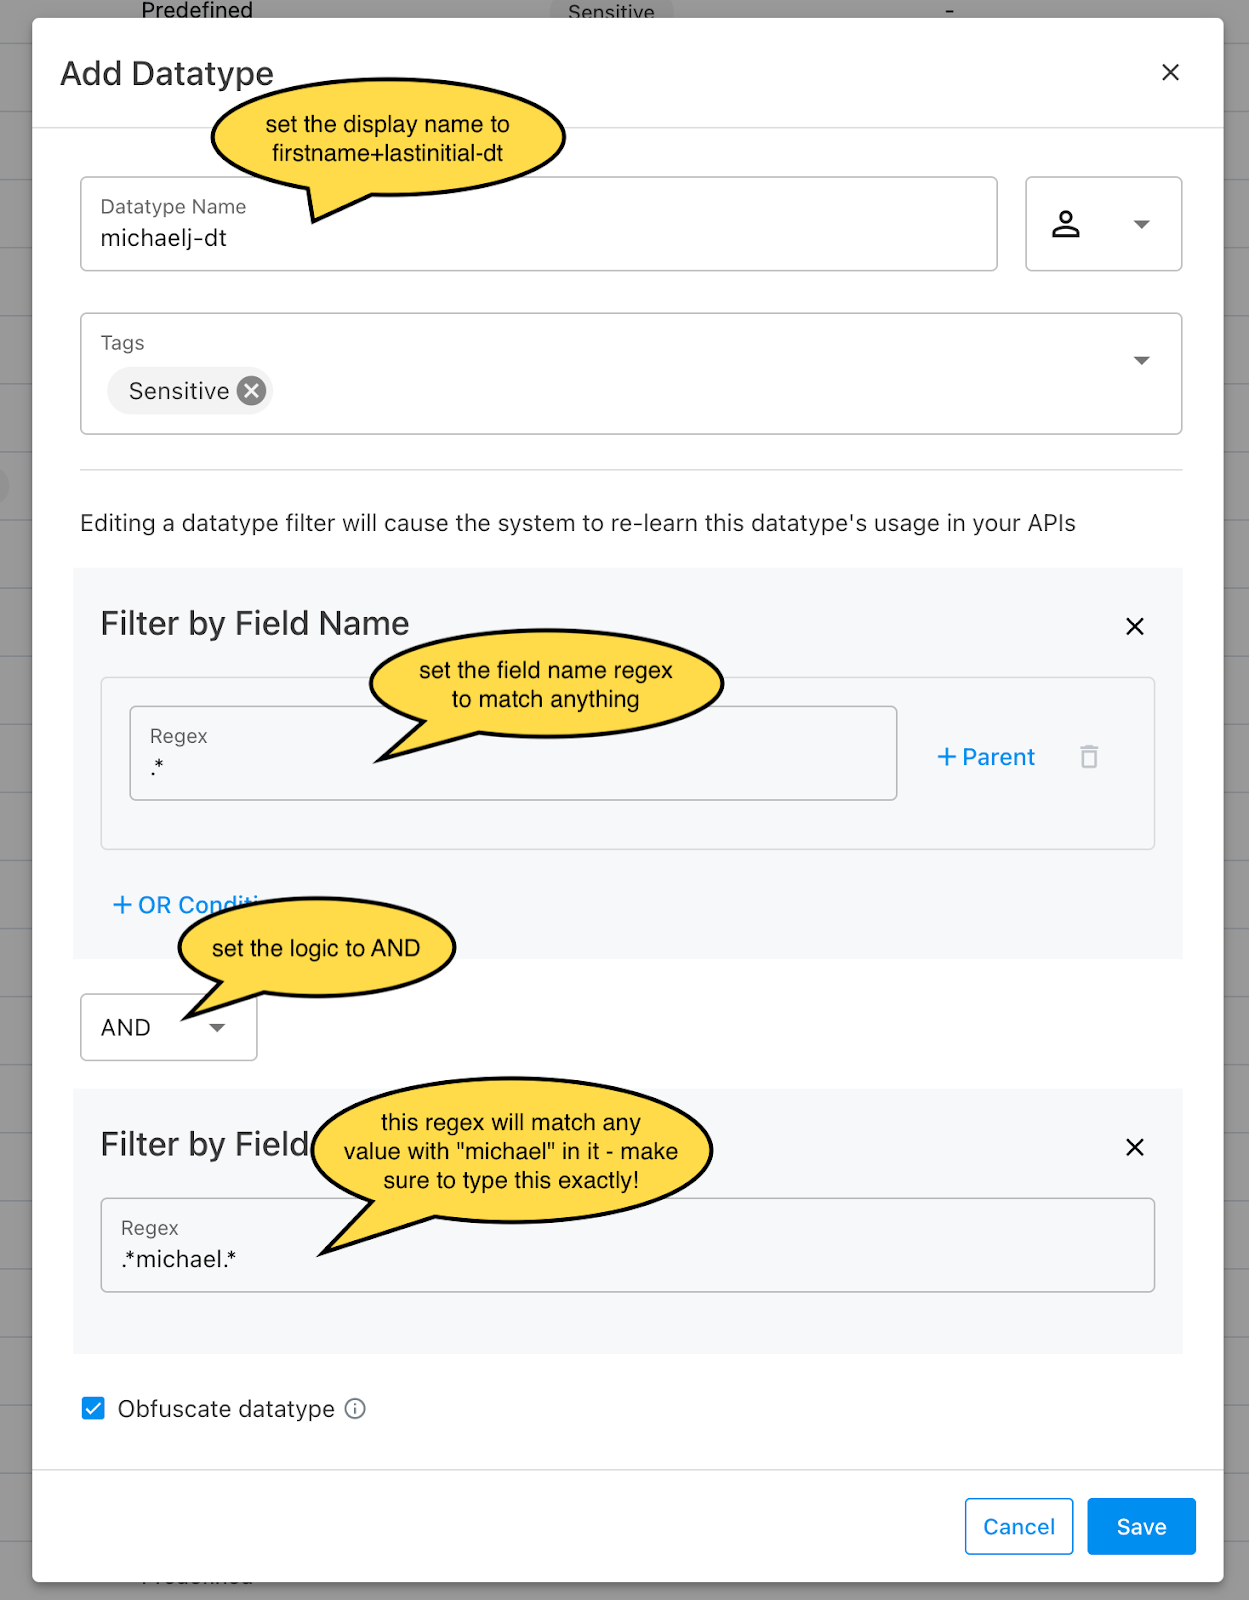 Predefined
Sensitive
-
Add Datatype
set the display name to
firstname+lastinitial-dt
Datatype Name
michaelj-dt
Tags
Sensitive
Editing a datatype filter will cause the system to re-learn this datatype's usage in your APIs
Filter by Field Name
set the field name regex
to match anything
Regex
.*
+ Parent
+ OR Conditi
set the logic to AND
AND
Filter by Field
this regex will match any
value with "michael" in it - make
sure to type this exactly!
Regex
.*michael.*
Obfuscate datatype
Cancel
Save